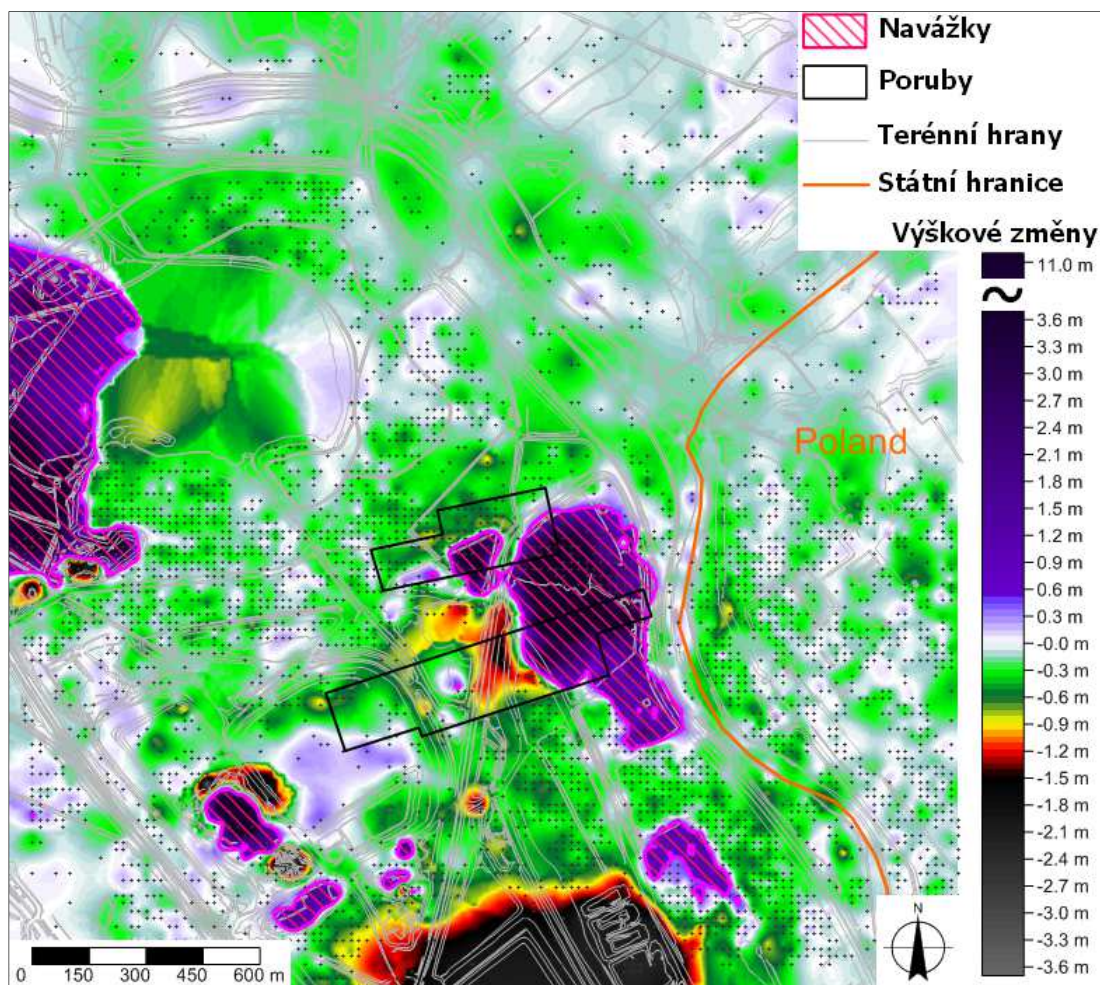 Navážky
Poruby
Terénní hrany
Státní hranice
Výškové změny
11.0 m
3.6 m
3.3 m
3.0 m
2.7 m
2.4 m
2.1 m
1.8 m
1.5 m
1.2 m
0.9 m
0.6 m
0.3 m
-0.0 m
-0.3 m
-0.6 m
-0.9 m
-1.2 m
-1.5 m
-1.8 m
-2.1 m
-2.4 m
-2.7 m
-3.0 m
-3.3 m
-3.6 m
Poland
N
0 150 300 450 600 m